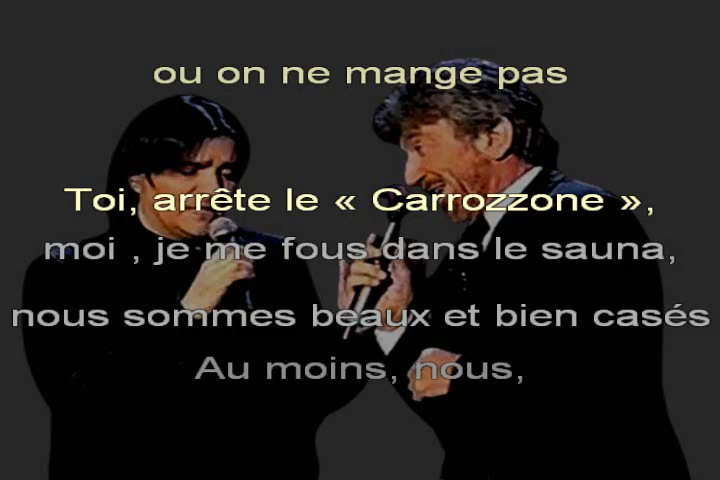 ou on ne mange pas
Toi, arrête le « Carrozzone »,
moi , je me fous dans le sauna,
nous sommes beaux et bien casés
Au moins, nous,